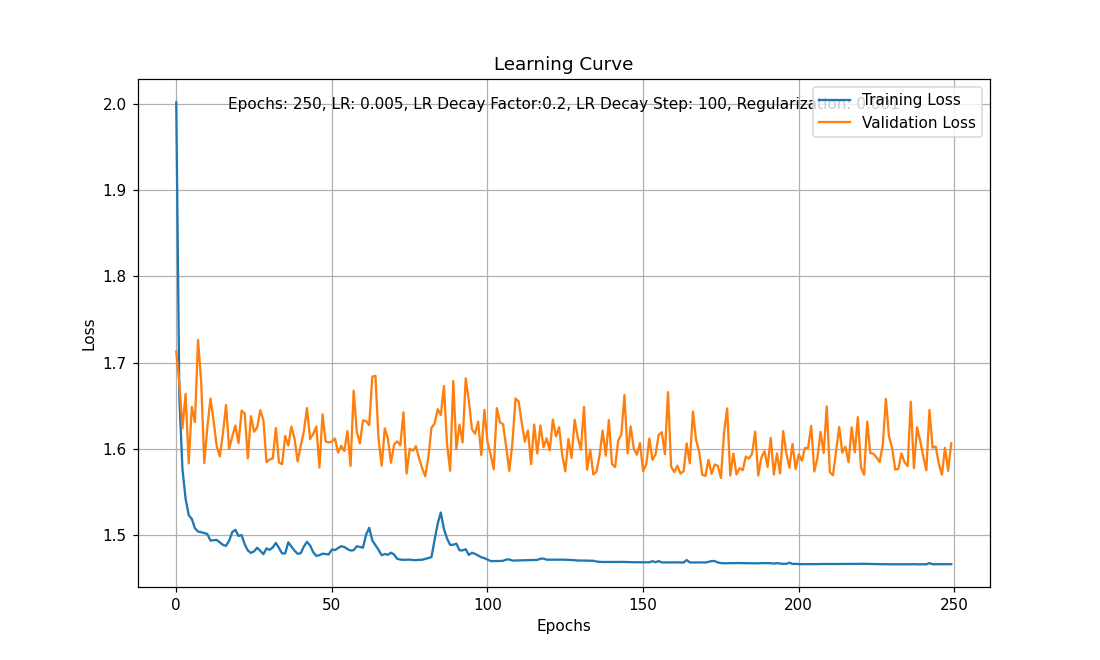 Learning Curve
Epochs: 250, LR: 0.005, LR Decay Factor:0.2, LR Decay Step: 100, Regularization: 0.001
Training Loss
Validation Loss
2.0
1.9
1.8
1.7
1.6
1.5
Loss
0 50 100 150 200 250
Epochs